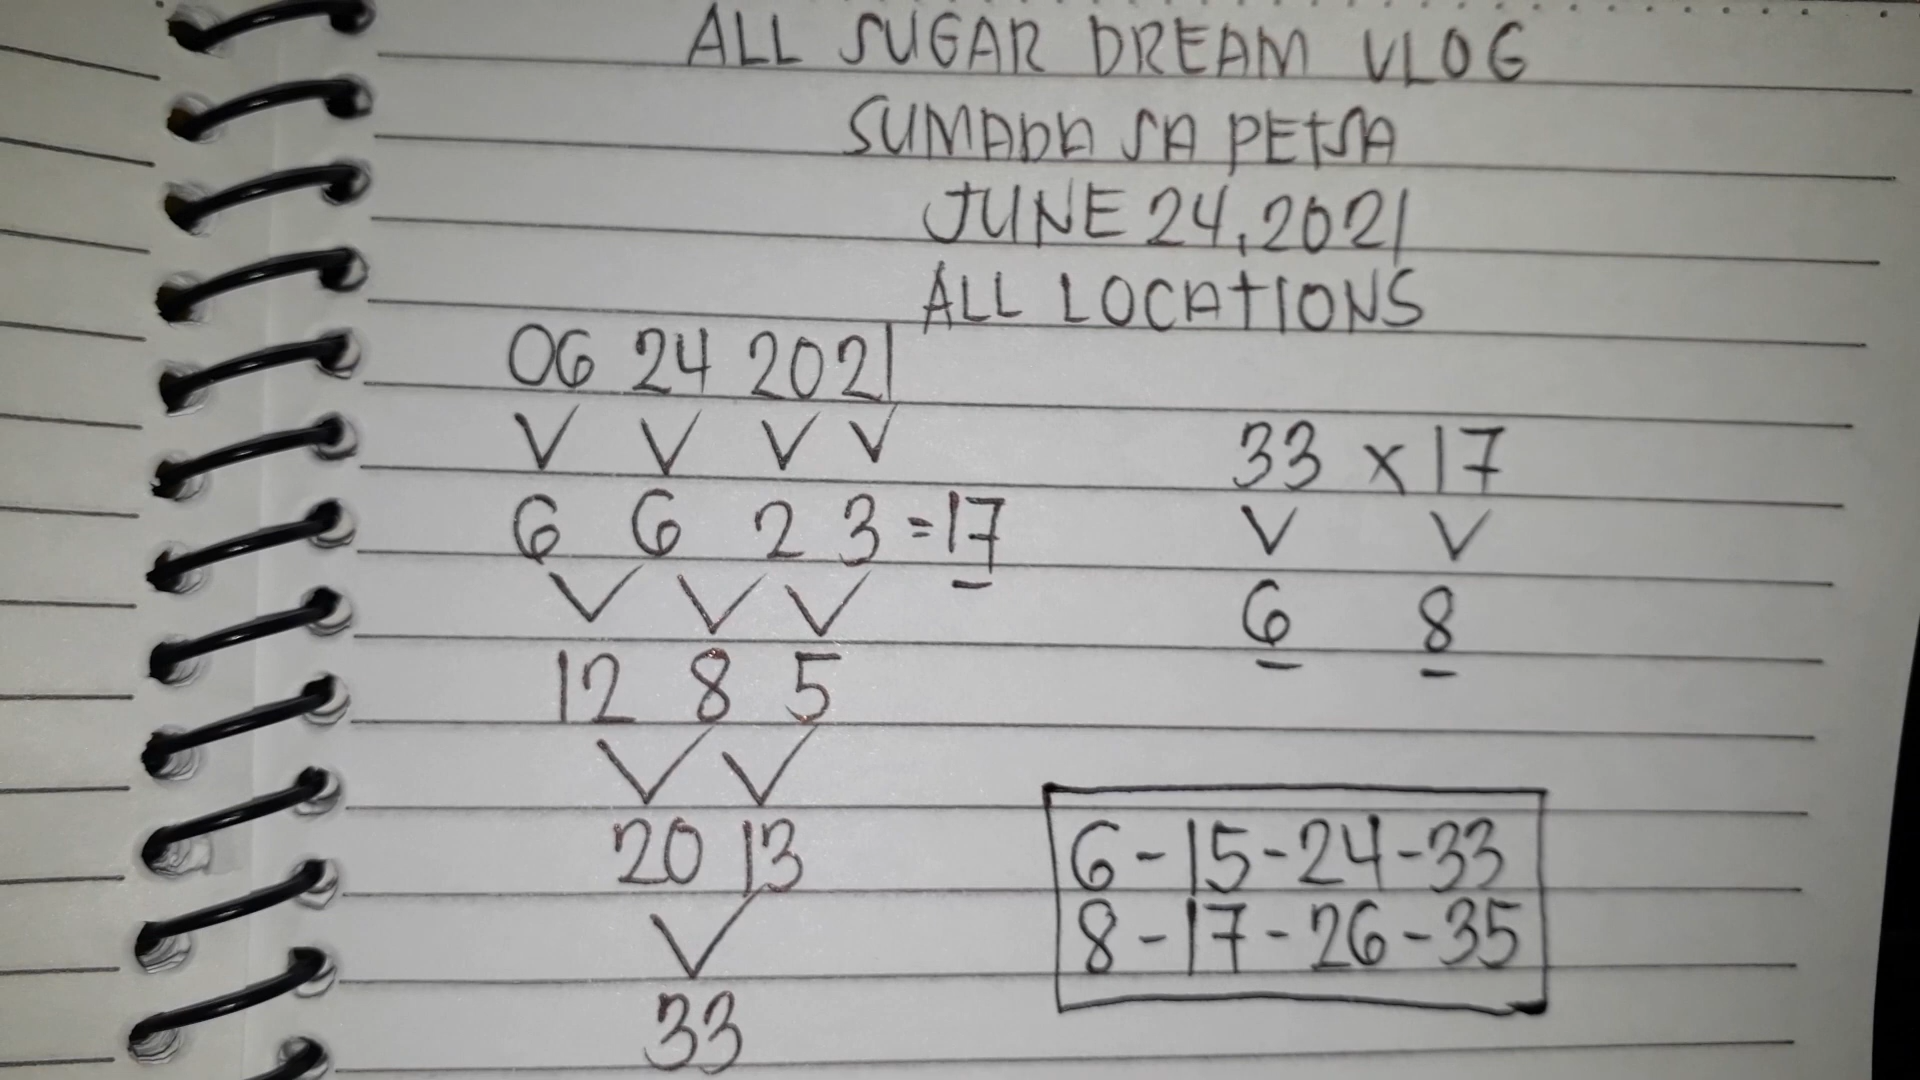 ALL SUGAR DREAM VLOG
SUMADA SA PETSA
JUNE 24, 2021
ALL LOCATIONS
06 24 2021
6 6 2 3 = 17
12 8 5
20 13
33
33 x 17
6 8
6-15-24-33
8-17-26-35